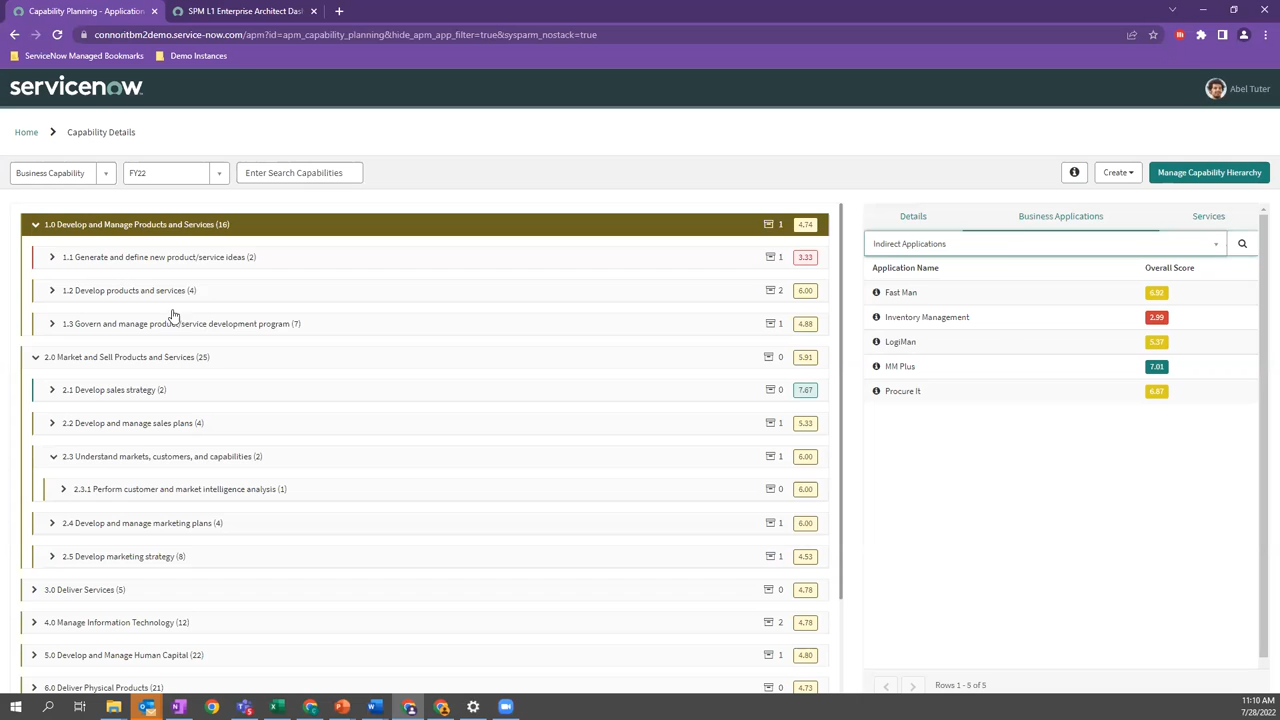 Capability Planning - Application
SPM L1 Enterprise Architect Das
connoritbm2demo.service-now.com/apm?id=apm_capability_planning&hide_apm_app_filter=true&sysparm_nostack=true
ServiceNow Managed Bookmarks
Demo Instances
servicenow.
Abel Tuter
Home
Capability Details
Business Capability
FY22
Enter Search Capabilities
Create
Manage Capability Hierarchy
1.0 Develop and Manage Products and Services (16) 1 4.74
1.1 Generate and define new product/service ideas (2) 1 3.33
1.2 Develop products and services (4) 2 6.00
1.3 Govern and manage product/service development program (7) 1 4.88
2.0 Market and Sell Products and Services (25) 0 5.91
2.1 Develop sales strategy (2) 0 7.67
2.2 Develop and manage sales plans (4) 1 5.33
2.3 Understand markets, customers, and capabilities (2) 1 6.00
2.3.1 Perform customer and market intelligence analysis (1) 0 6.00
2.4 Develop and manage marketing plans (4) 1 6.00
2.5 Develop marketing strategy (8) 1 4.53
3.0 Deliver Services (5) 0 4.78
4.0 Manage Information Technology (12) 2 4.78
5.0 Develop and Manage Human Capital (22) 1 4.80
6.0 Deliver Physical Products (21) 0 4.73
Details
Business Applications
Services
Indirect Applications
Application Name Overall Score
Fast Man 6.92
Inventory Management 2.99
LogiMan 5.37
MM Plus 7.01
Procure It 6.87
Rows 1 - 5 of 5
11:10 AM
7/28/2022